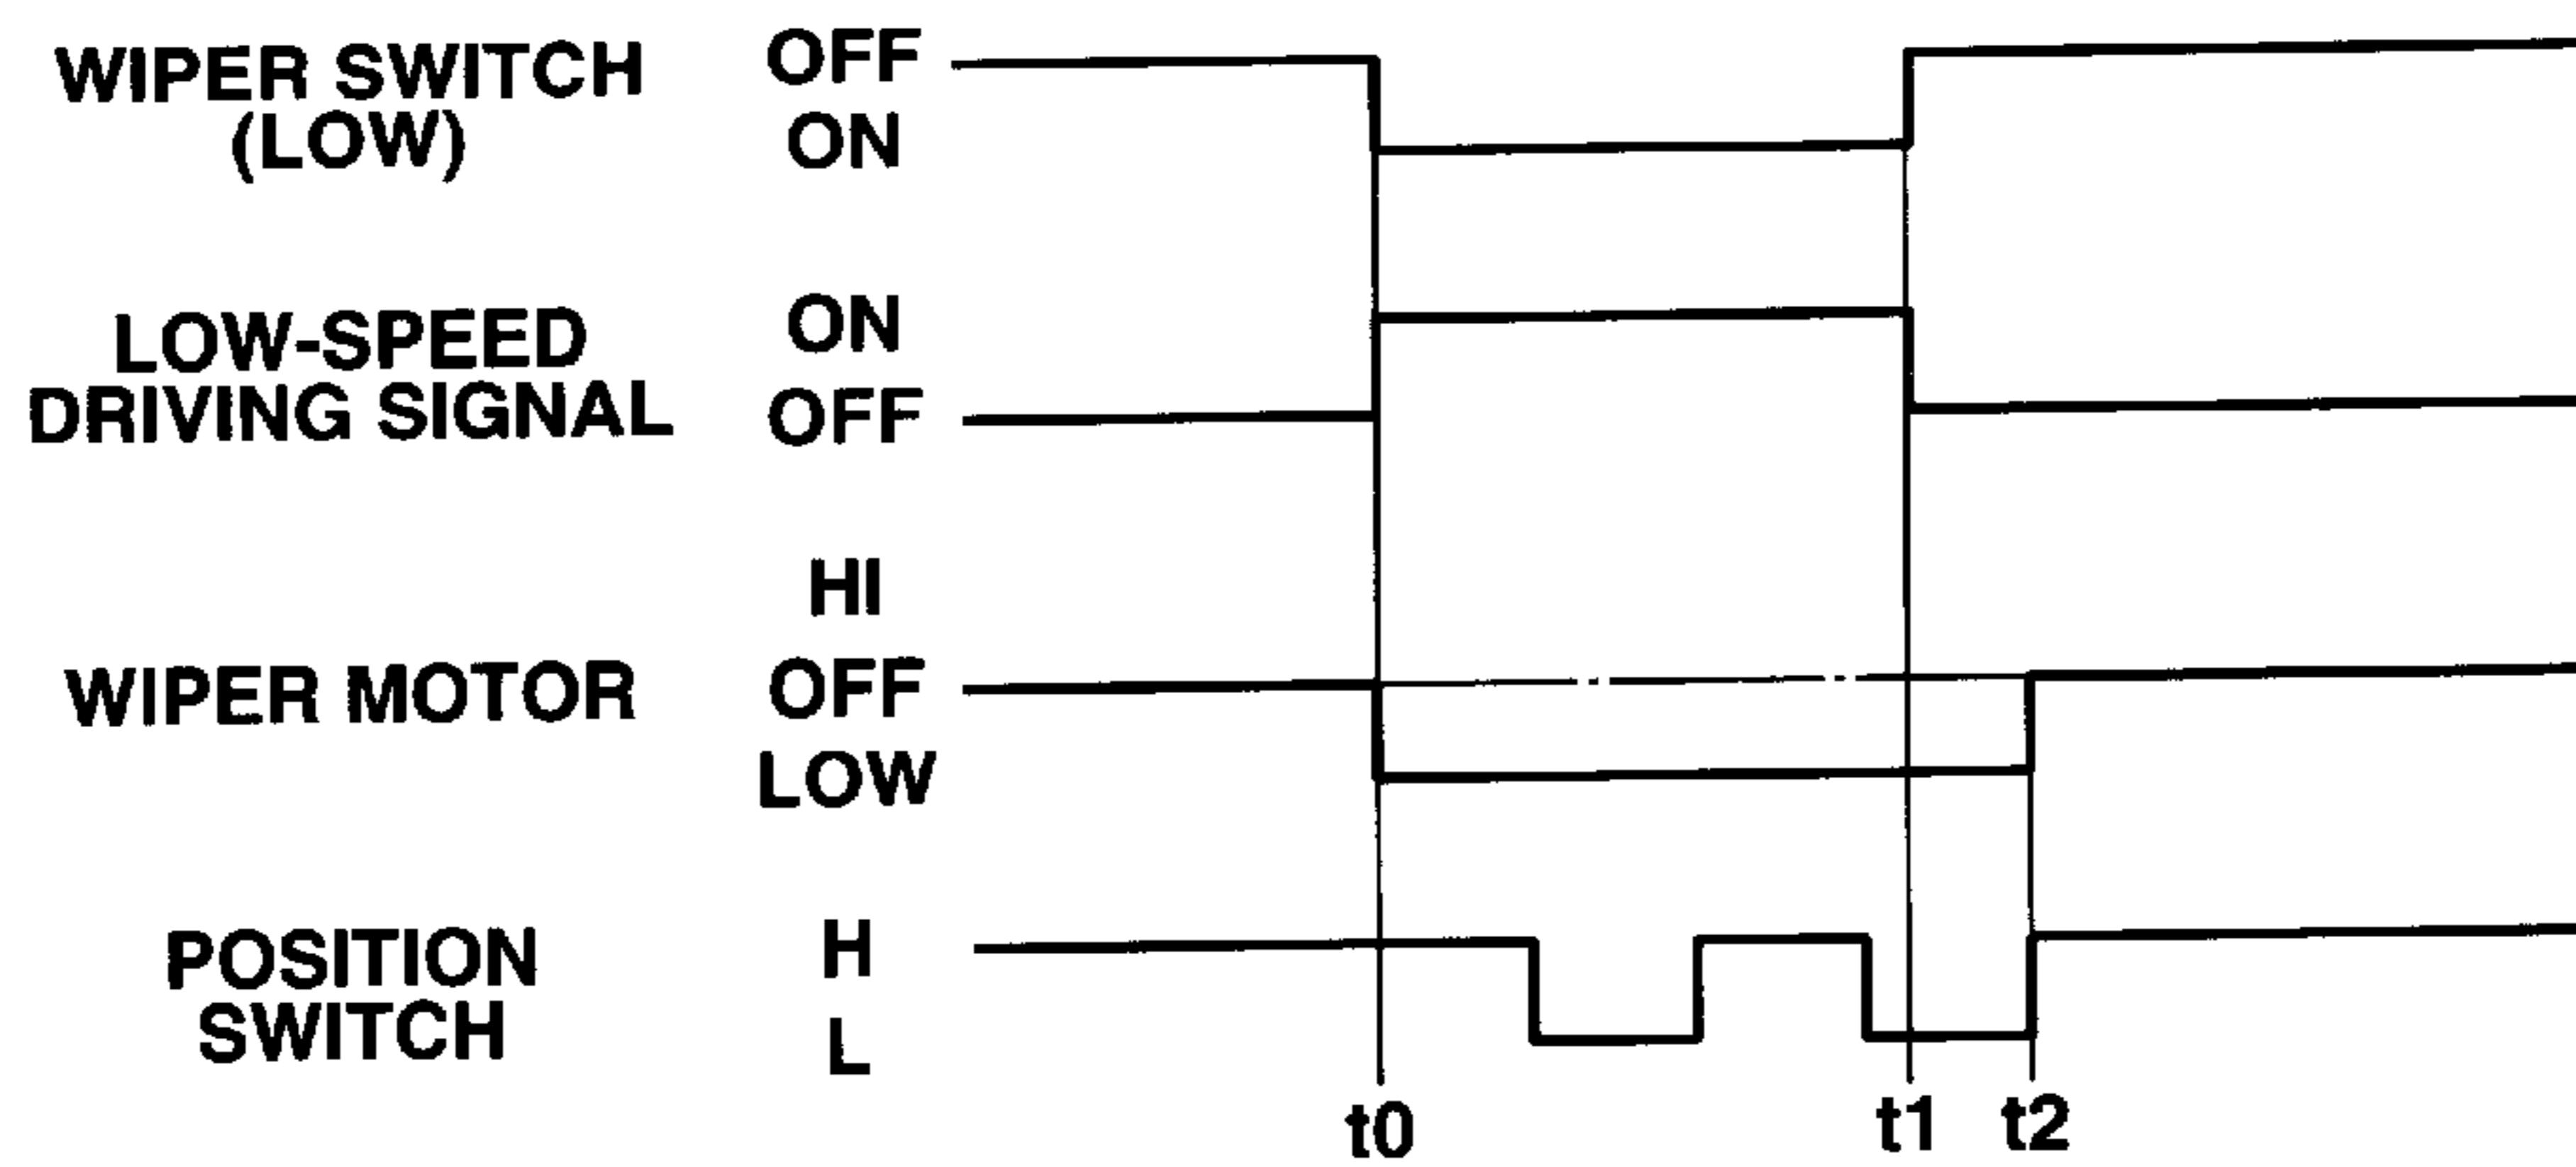 WIPER SWITCH
(LOW)
OFF
ON
LOW-SPEED
DRIVING SIGNAL
ON
OFF
WIPER MOTOR
HI
OFF
LOW
POSITION
SWITCH
H
L
t0
t1
t2